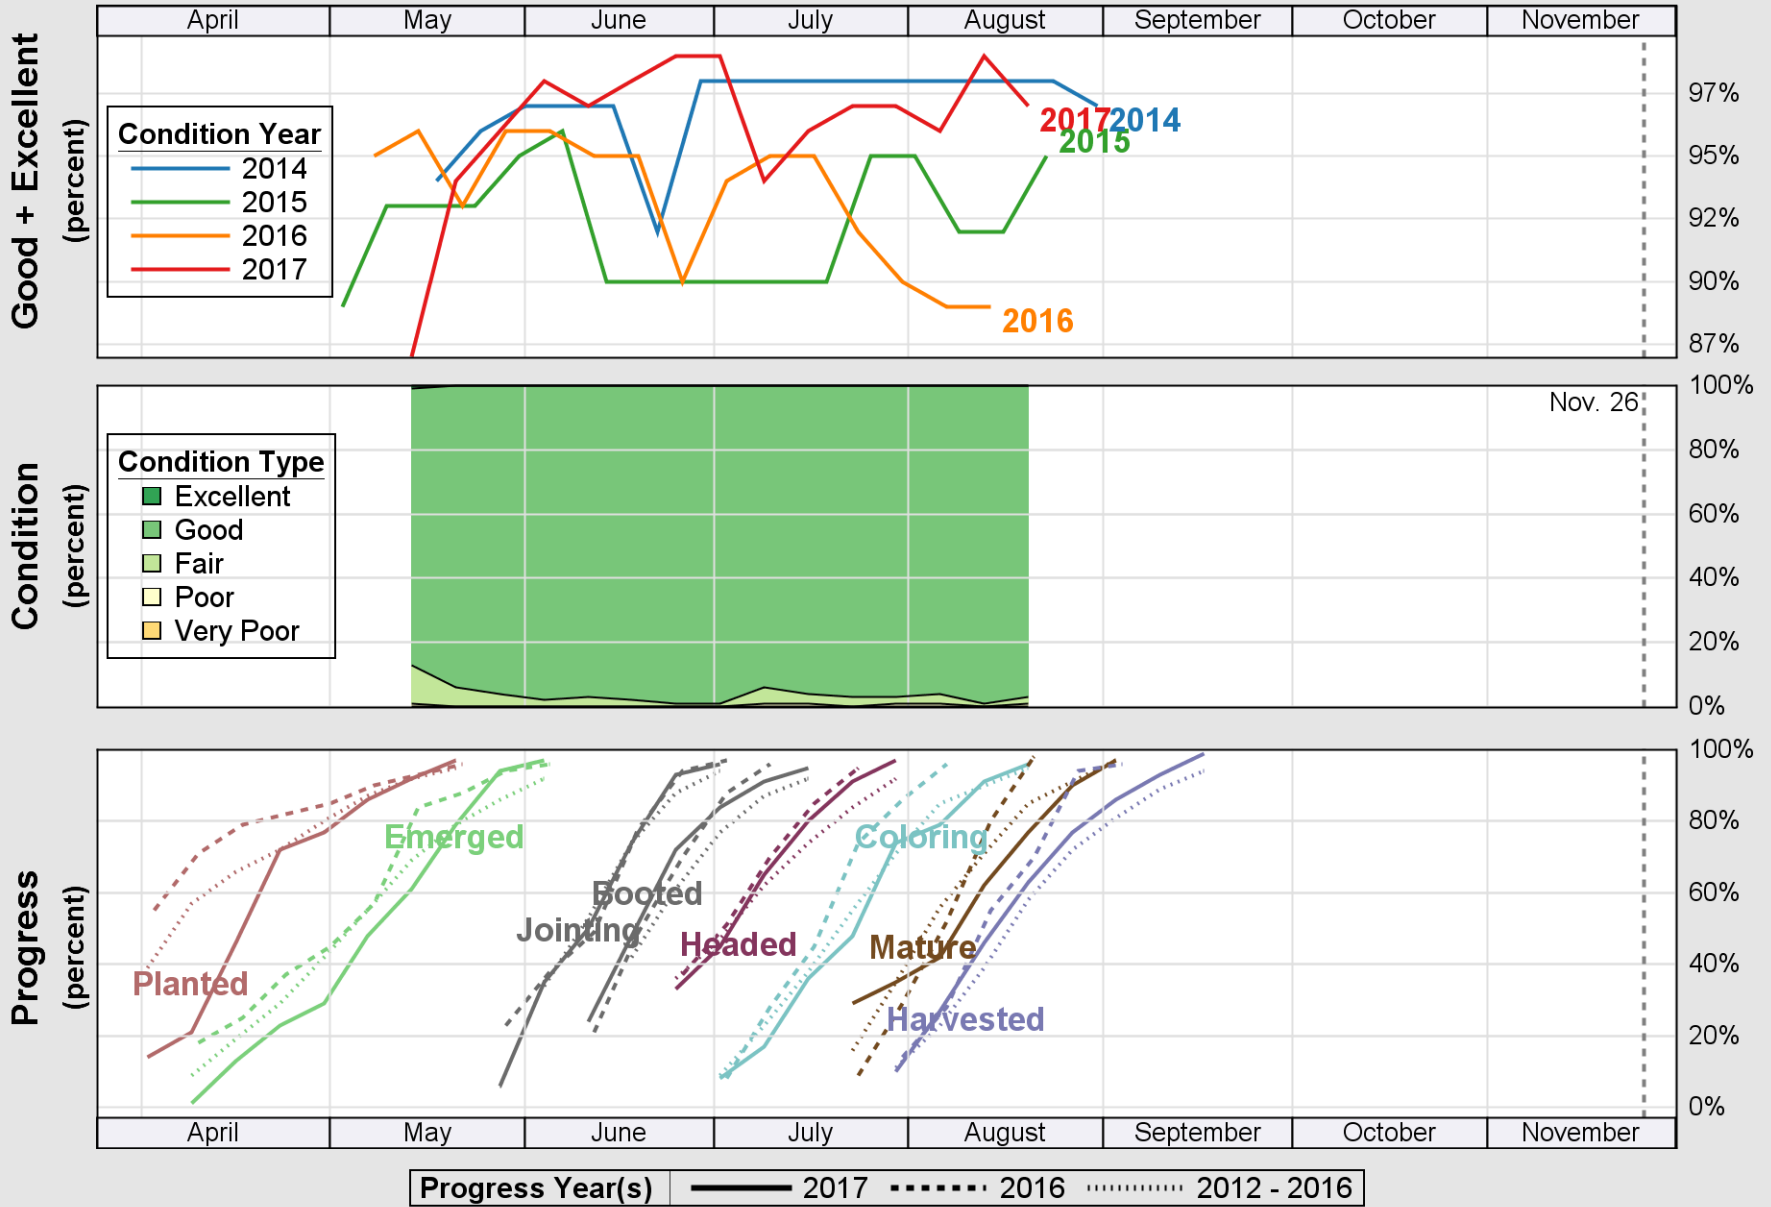 April May June July August September October November
Good + Excellent
(percent)
Condition Year
2014
2015
2016
2017
97%
95%
92%
90%
87%
2017
2014
2015
2016
Condition
(percent)
Condition Type
Excellent
Good
Fair
Poor
Very Poor
Nov. 26
100%
80%
60%
40%
20%
0%
Progress
(percent)
Planted
Emerged
Jointing
Booted
Headed
Coloring
Mature
Harvested
100%
80%
60%
40%
20%
0%
April May June July August September October November
Progress Year(s) 2017 2016 2012 - 2016